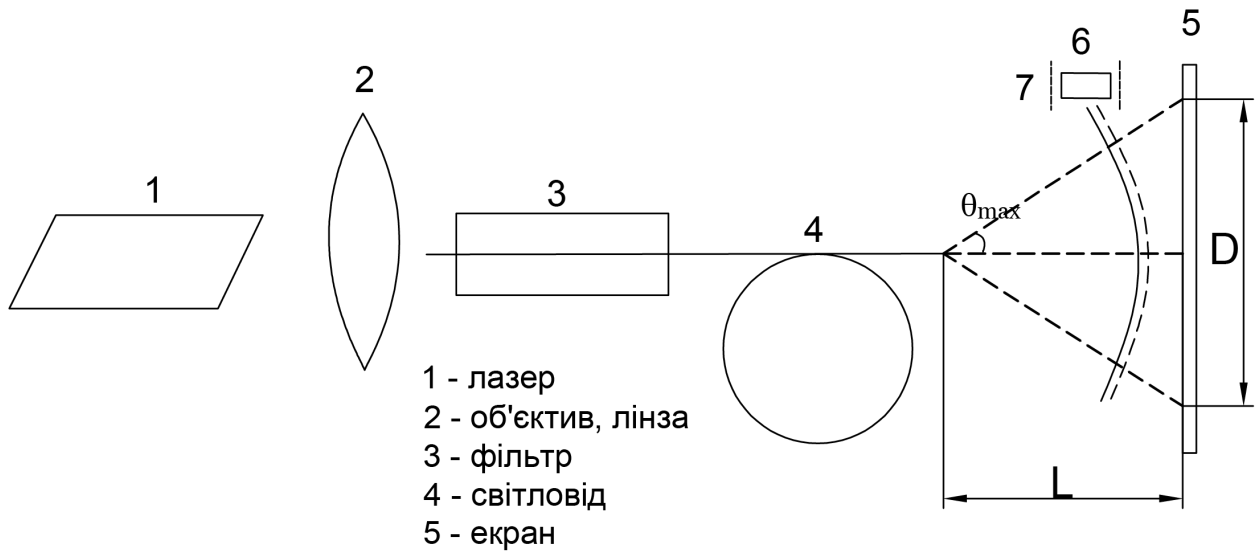 5
6
2
7
1
3
θmax
4
D
1 - лазер
2 - об'єктив, лінза
3 - фільтр
4 - світловід
5 - екран
L